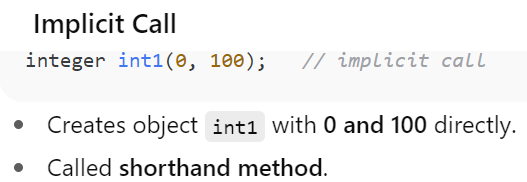 Implicit Call
integer int1(0, 100);   // implicit call
• Creates object int1 with 0 and 100 directly.
• Called shorthand method.